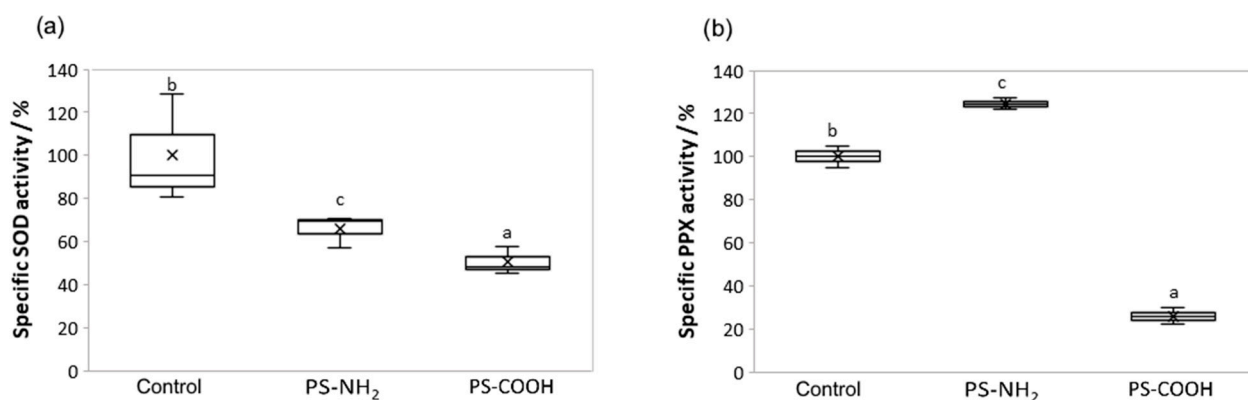 (a)
Specific SOD activity / %
140
120
100
80
60
40
20
0
b
c
a
Control PS-NH₂ PS-COOH
(b)
Specific PPX activity / %
140
120
100
80
60
40
20
0
b
c
a
Control PS-NH₂ PS-COOH